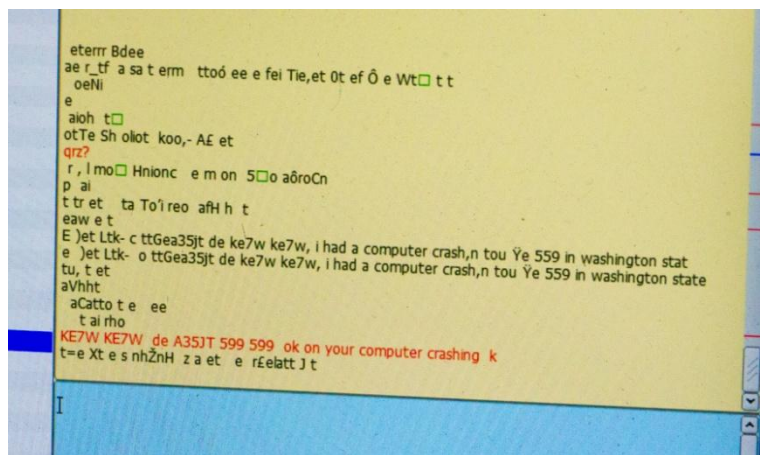 eterrr Bdee
ae r_tf a sa t erm ttoó ee e fei Tie,et 0t ef Ô e Wt□ t t
oeNi
e
aioh t□
otTe Sh oliot koo,- A£ et
qrz?
r , l mo□ Hnionc e m on 5□o aôroCn
p ai
t tr et ta To'i reo afH h t
eaw e t
E )et Ltk- c ttGea35jt de ke7w ke7w, i had a computer crash,n tou Ÿe 559 in washington stat
e )et Ltk- o ttGea35jt de ke7w ke7w, i had a computer crash,n tou Ÿe 559 in washington state
tu, t et
aVhht
aCatto t e ee
t ai rho
KE7W KE7W de A35JT 599 599 ok on your computer crashing k
t=e Xt e s nhŽnH z a et e r£elatt J t